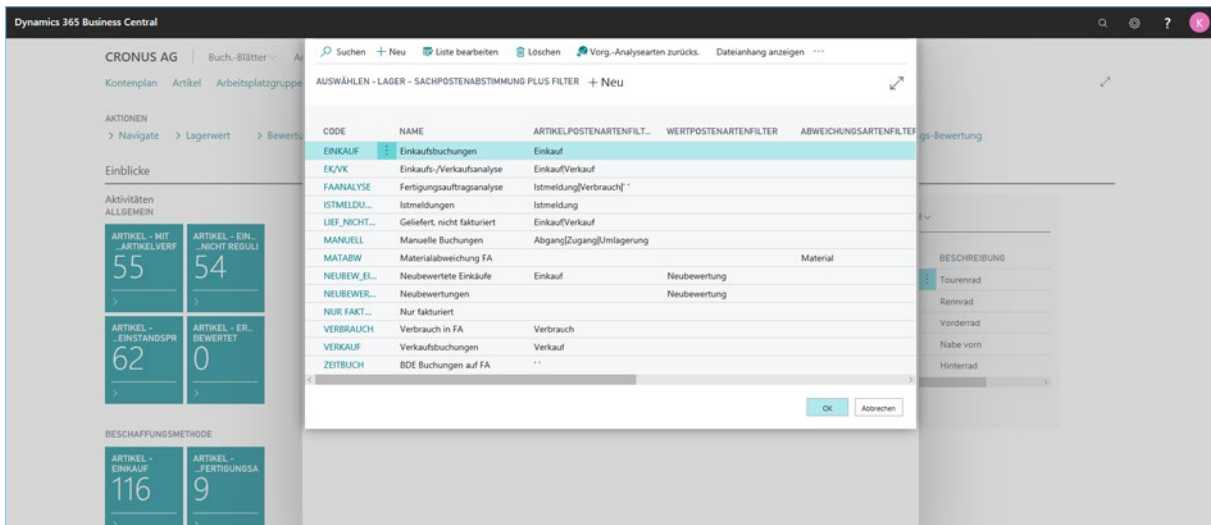 Dynamics 365 Business Central
?
K
CRONUS AG
Buch.-Blätter
Kontenplan Artikel Arbeitsplatzgruppe
AKTIONEN
> Navigate > Lagerwert > Bewertu
gs-Bewertung
Einblicke
Aktivitäten
ALLGEMEIN
ARTIKEL - MIT
...ARTIKELVERF
55
ARTIKEL - EIN...
...NICHT REGULI
54
ARTIKEL -
...EINSTANDSPR
62
ARTIKEL - ER...
BEWERTET
0
BESCHAFFUNGSMETHODE
ARTIKEL -
EINKAUF
116
ARTIKEL -
...FERTIGUNGSA
9
Suchen + Neu Liste bearbeiten Löschen Vorg.-Analysearten zurücks. Dateianhang anzeigen ...
AUSWÄHLEN - LAGER - SACHPOSTENABSTIMMUNG PLUS FILTER + Neu
CODE NAME ARTIKELPOSTENARTENFILT... WERTPOSTENARTENFILTER ABWEICHUNGSARTENFILTER
EINKAUF Einkaufsbuchungen Einkauf
EK/VK Einkaufs-/Verkaufsanalyse Einkauf|Verkauf
FAANALYSE Fertigungsauftragsanalyse Istmeldung|Verbrauch|' '
ISTMELDU... Istmeldungen Istmeldung
LIEF_NICHT... Geliefert, nicht fakturiert Einkauf|Verkauf
MANUELL Manuelle Buchungen Abgang|Zugang|Umlagerung
MATABW Materialabweichung FA Material
NEUBEW_EI... Neubewertete Einkäufe Einkauf Neubewertung
NEUBEWER... Neubewertungen Neubewertung
NUR FAKT... Nur fakturiert
VERBRAUCH Verbrauch in FA Verbrauch
VERKAUF Verkaufsbuchungen Verkauf
ZEITBUCH BDE Buchungen auf FA ' '
OK Abbrechen
BESCHREIBUNG
Tourenrad
Rennrad
Vorderrad
Nabe vorn
Hinterrad